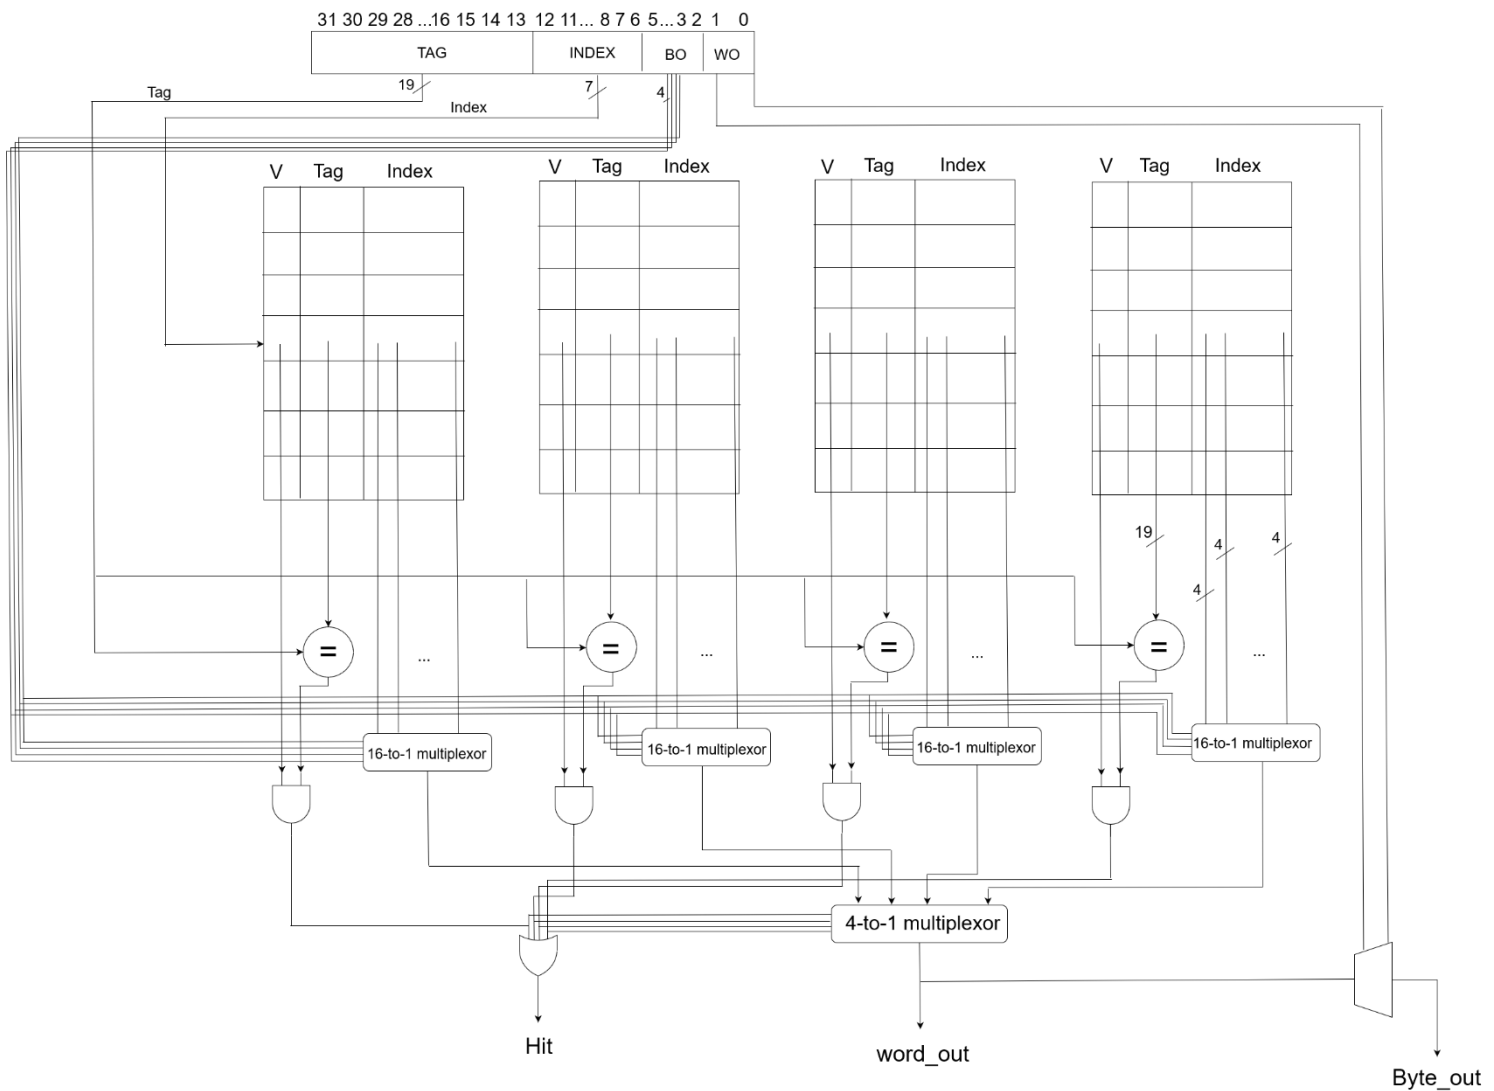 31 30 29 28 ...16 15 14 13 12 11... 8 7 6 5...3 2 1 0
TAG INDEX BO WO
19 7 4
Tag
Index
V Tag Index V Tag Index V Tag Index V Tag Index
19 4 4
4
= = = =
... ... ... ...
16-to-1 multiplexor 16-to-1 multiplexor 16-to-1 multiplexor 16-to-1 multiplexor
4-to-1 multiplexor
Hit
word_out
Byte_out